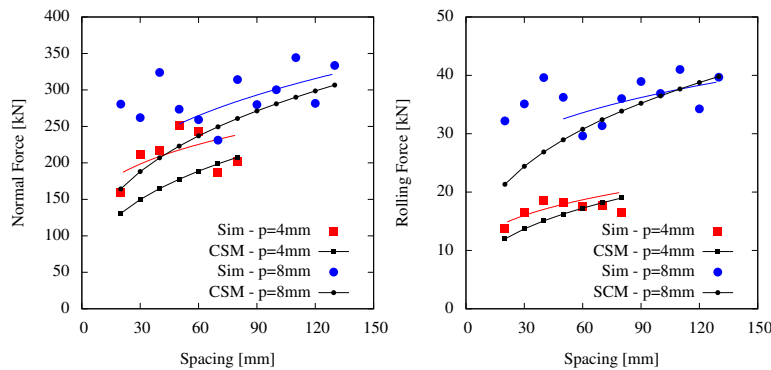 400
350
300
250
200
150
100
50
0
Normal Force [kN]
Sim - p=4mm
CSM - p=4mm
Sim - p=8mm
CSM - p=8mm
0 30 60 90 120 150
Spacing [mm]
50
40
30
20
10
0
Rolling Force [kN]
Sim - p=4mm
CSM - p=4mm
Sim - p=8mm
SCM - p=8mm
0 30 60 90 120 150
Spacing [mm]